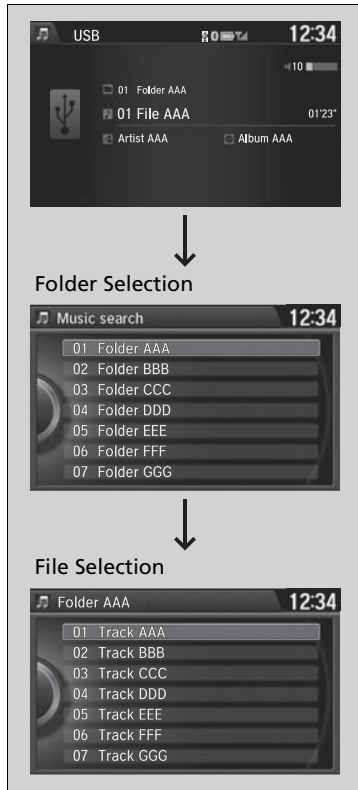 USB 12:34
10
01 Folder AAA
01 File AAA 01'23"
Artist AAA Album AAA
Folder Selection
Music search 12:34
01 Folder AAA
02 Folder BBB
03 Folder CCC
04 Folder DDD
05 Folder EEE
06 Folder FFF
07 Folder GGG
File Selection
Folder AAA 12:34
01 Track AAA
02 Track BBB
03 Track CCC
04 Track DDD
05 Track EEE
06 Track FFF
07 Track GGG